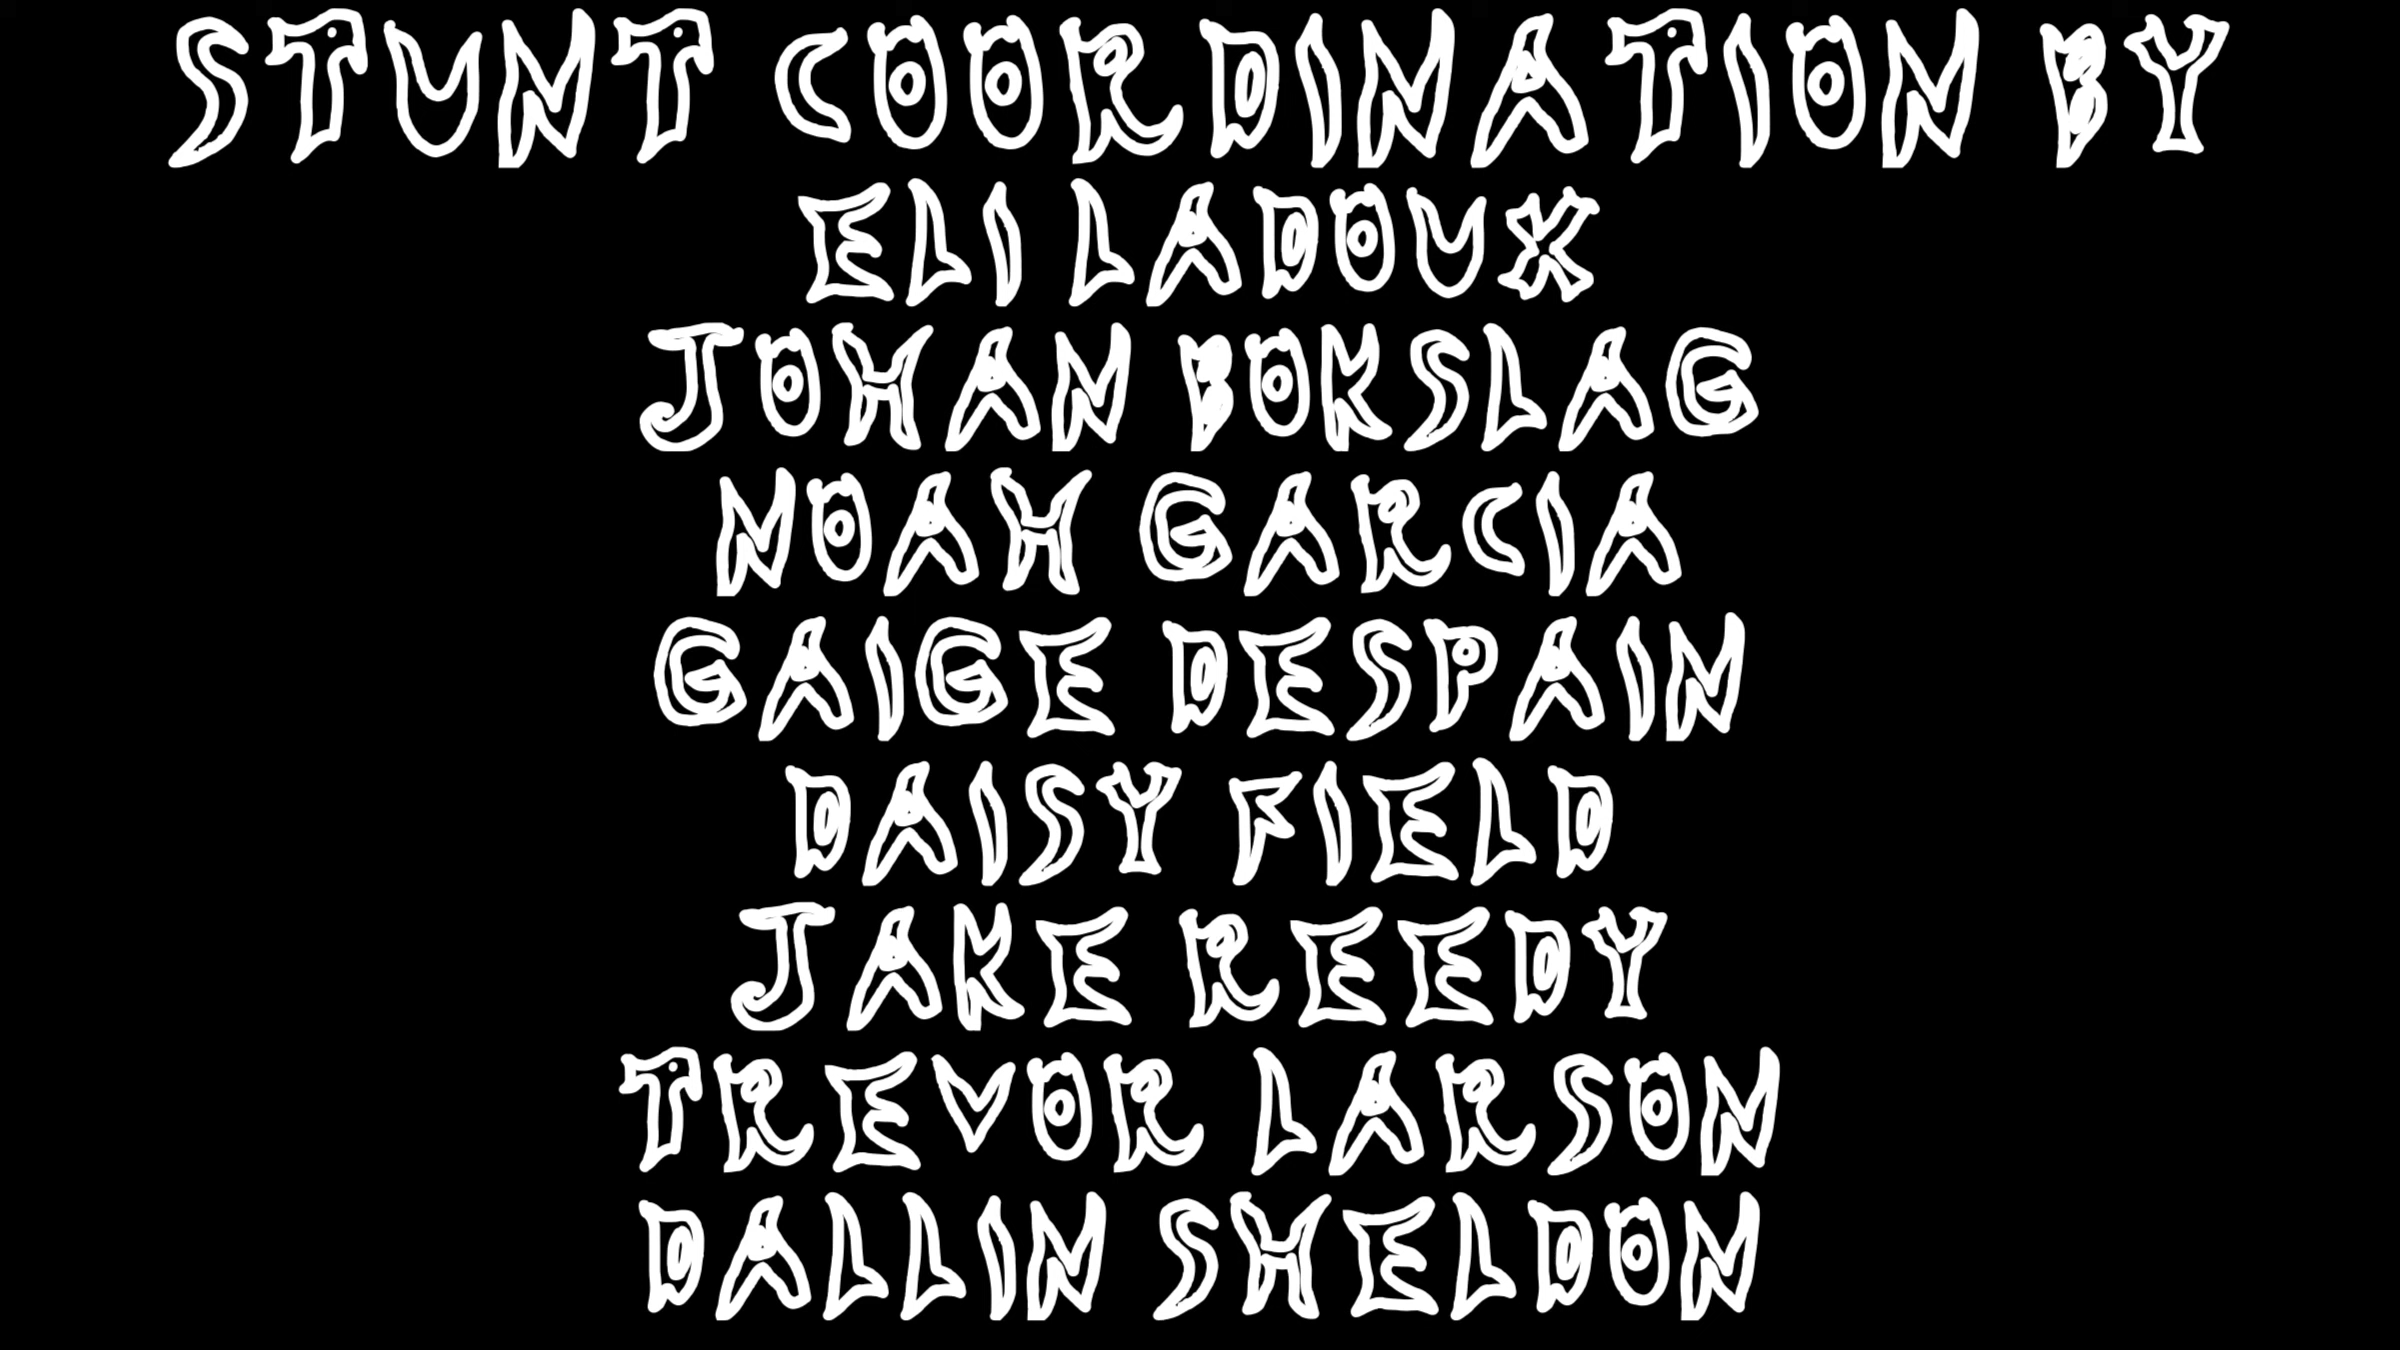 STUNT COORDINATION BY
ELI LADOUX
JOHAN BOKSLAG
NOAH GARCIA
GAIGE DESPAIN
DAISY FIELD
JAKE REEDY
TREVOR LARSON
DALLIN SHELDON